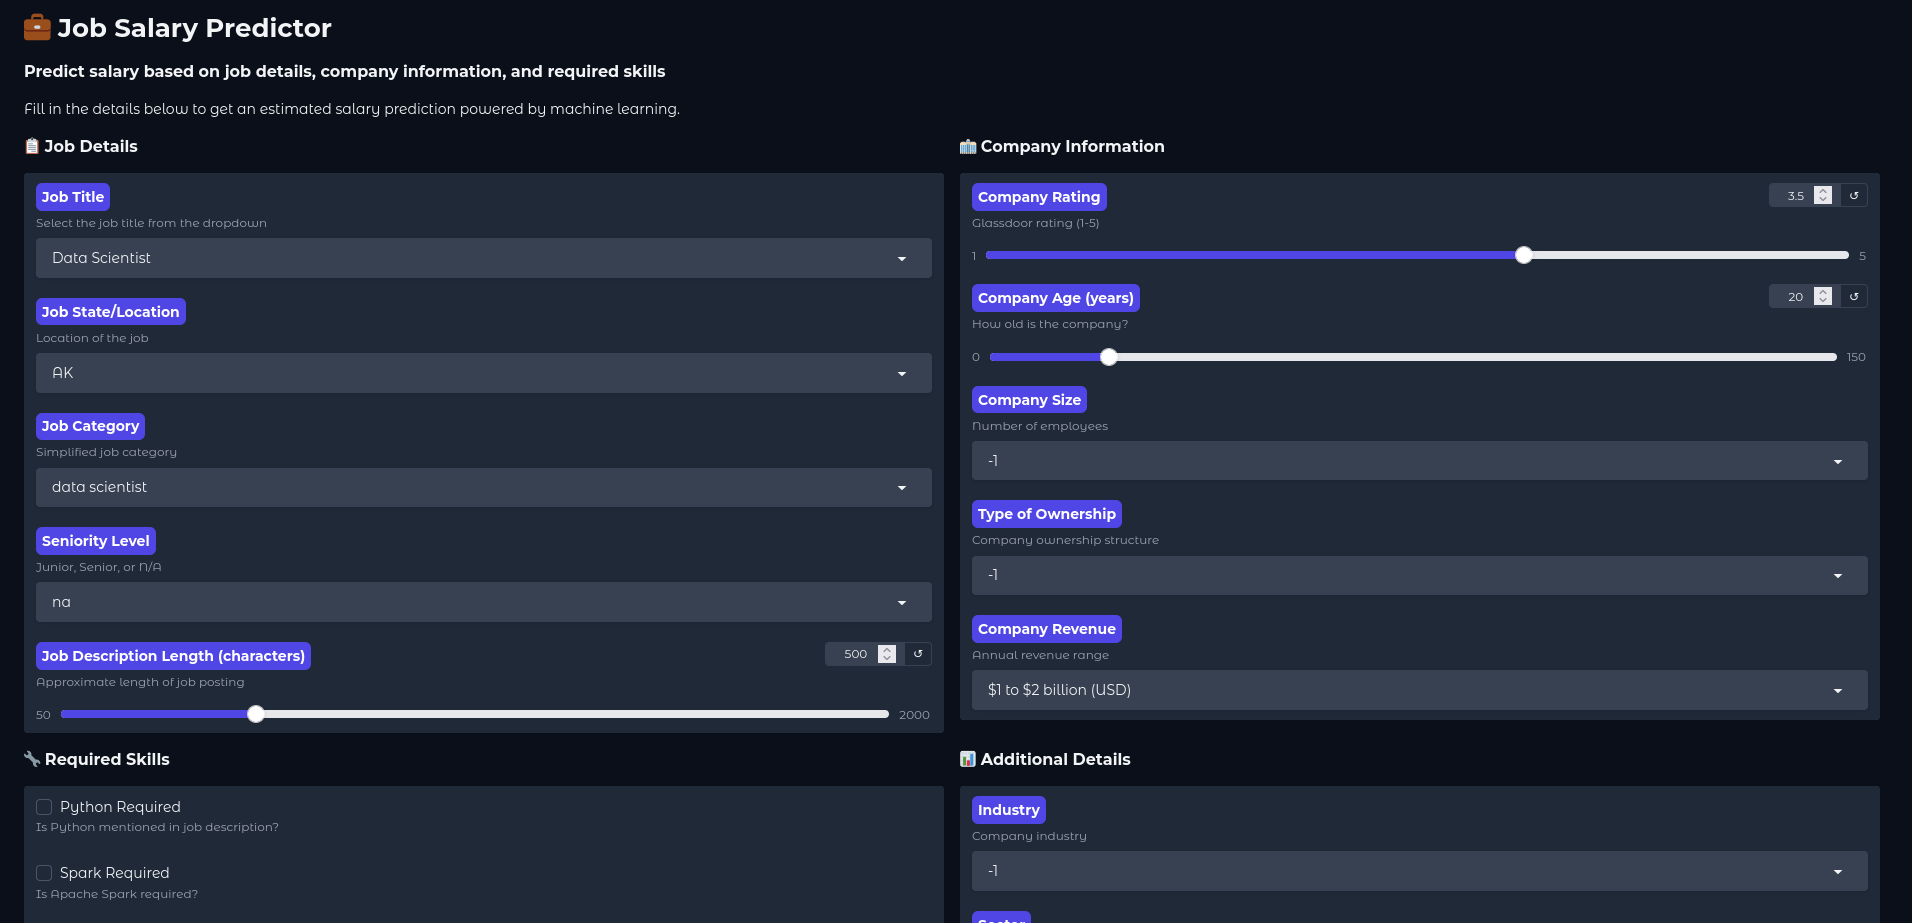 Job Salary Predictor
Predict salary based on job details, company information, and required skills
Fill in the details below to get an estimated salary prediction powered by machine learning.
Job Details
Job Title
Select the job title from the dropdown
Data Scientist
Job State/Location
Location of the job
AK
Job Category
Simplified job category
data scientist
Seniority Level
Junior, Senior, or N/A
na
Job Description Length (characters)
500
Approximate length of job posting
50
2000
Company Information
Company Rating
3.5
Glassdoor rating (1-5)
1
5
Company Age (years)
20
How old is the company?
0
150
Company Size
Number of employees
-1
Type of Ownership
Company ownership structure
-1
Company Revenue
Annual revenue range
$1 to $2 billion (USD)
Required Skills
Python Required
Is Python mentioned in job description?
Spark Required
Is Apache Spark required?
Additional Details
Industry
Company industry
-1
Sector